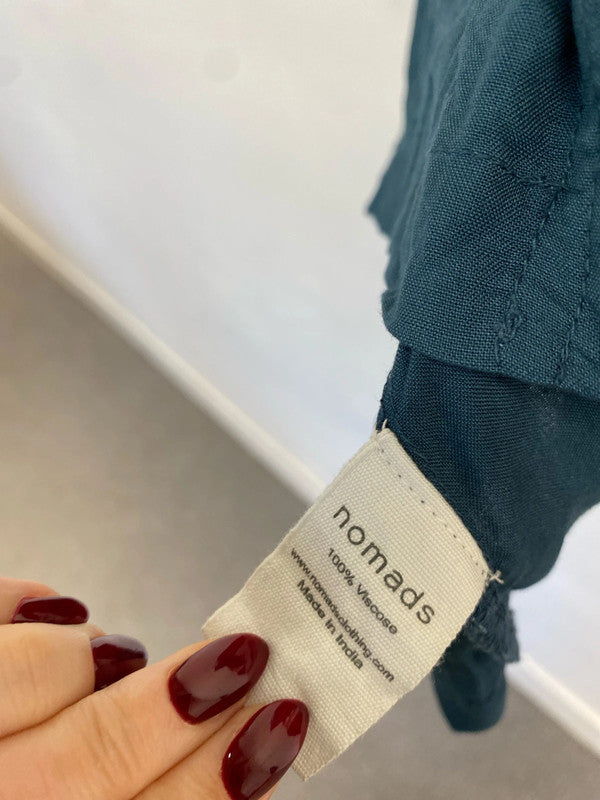 nomads
100% Viscose
www.nomadsclothing.com
Made in India